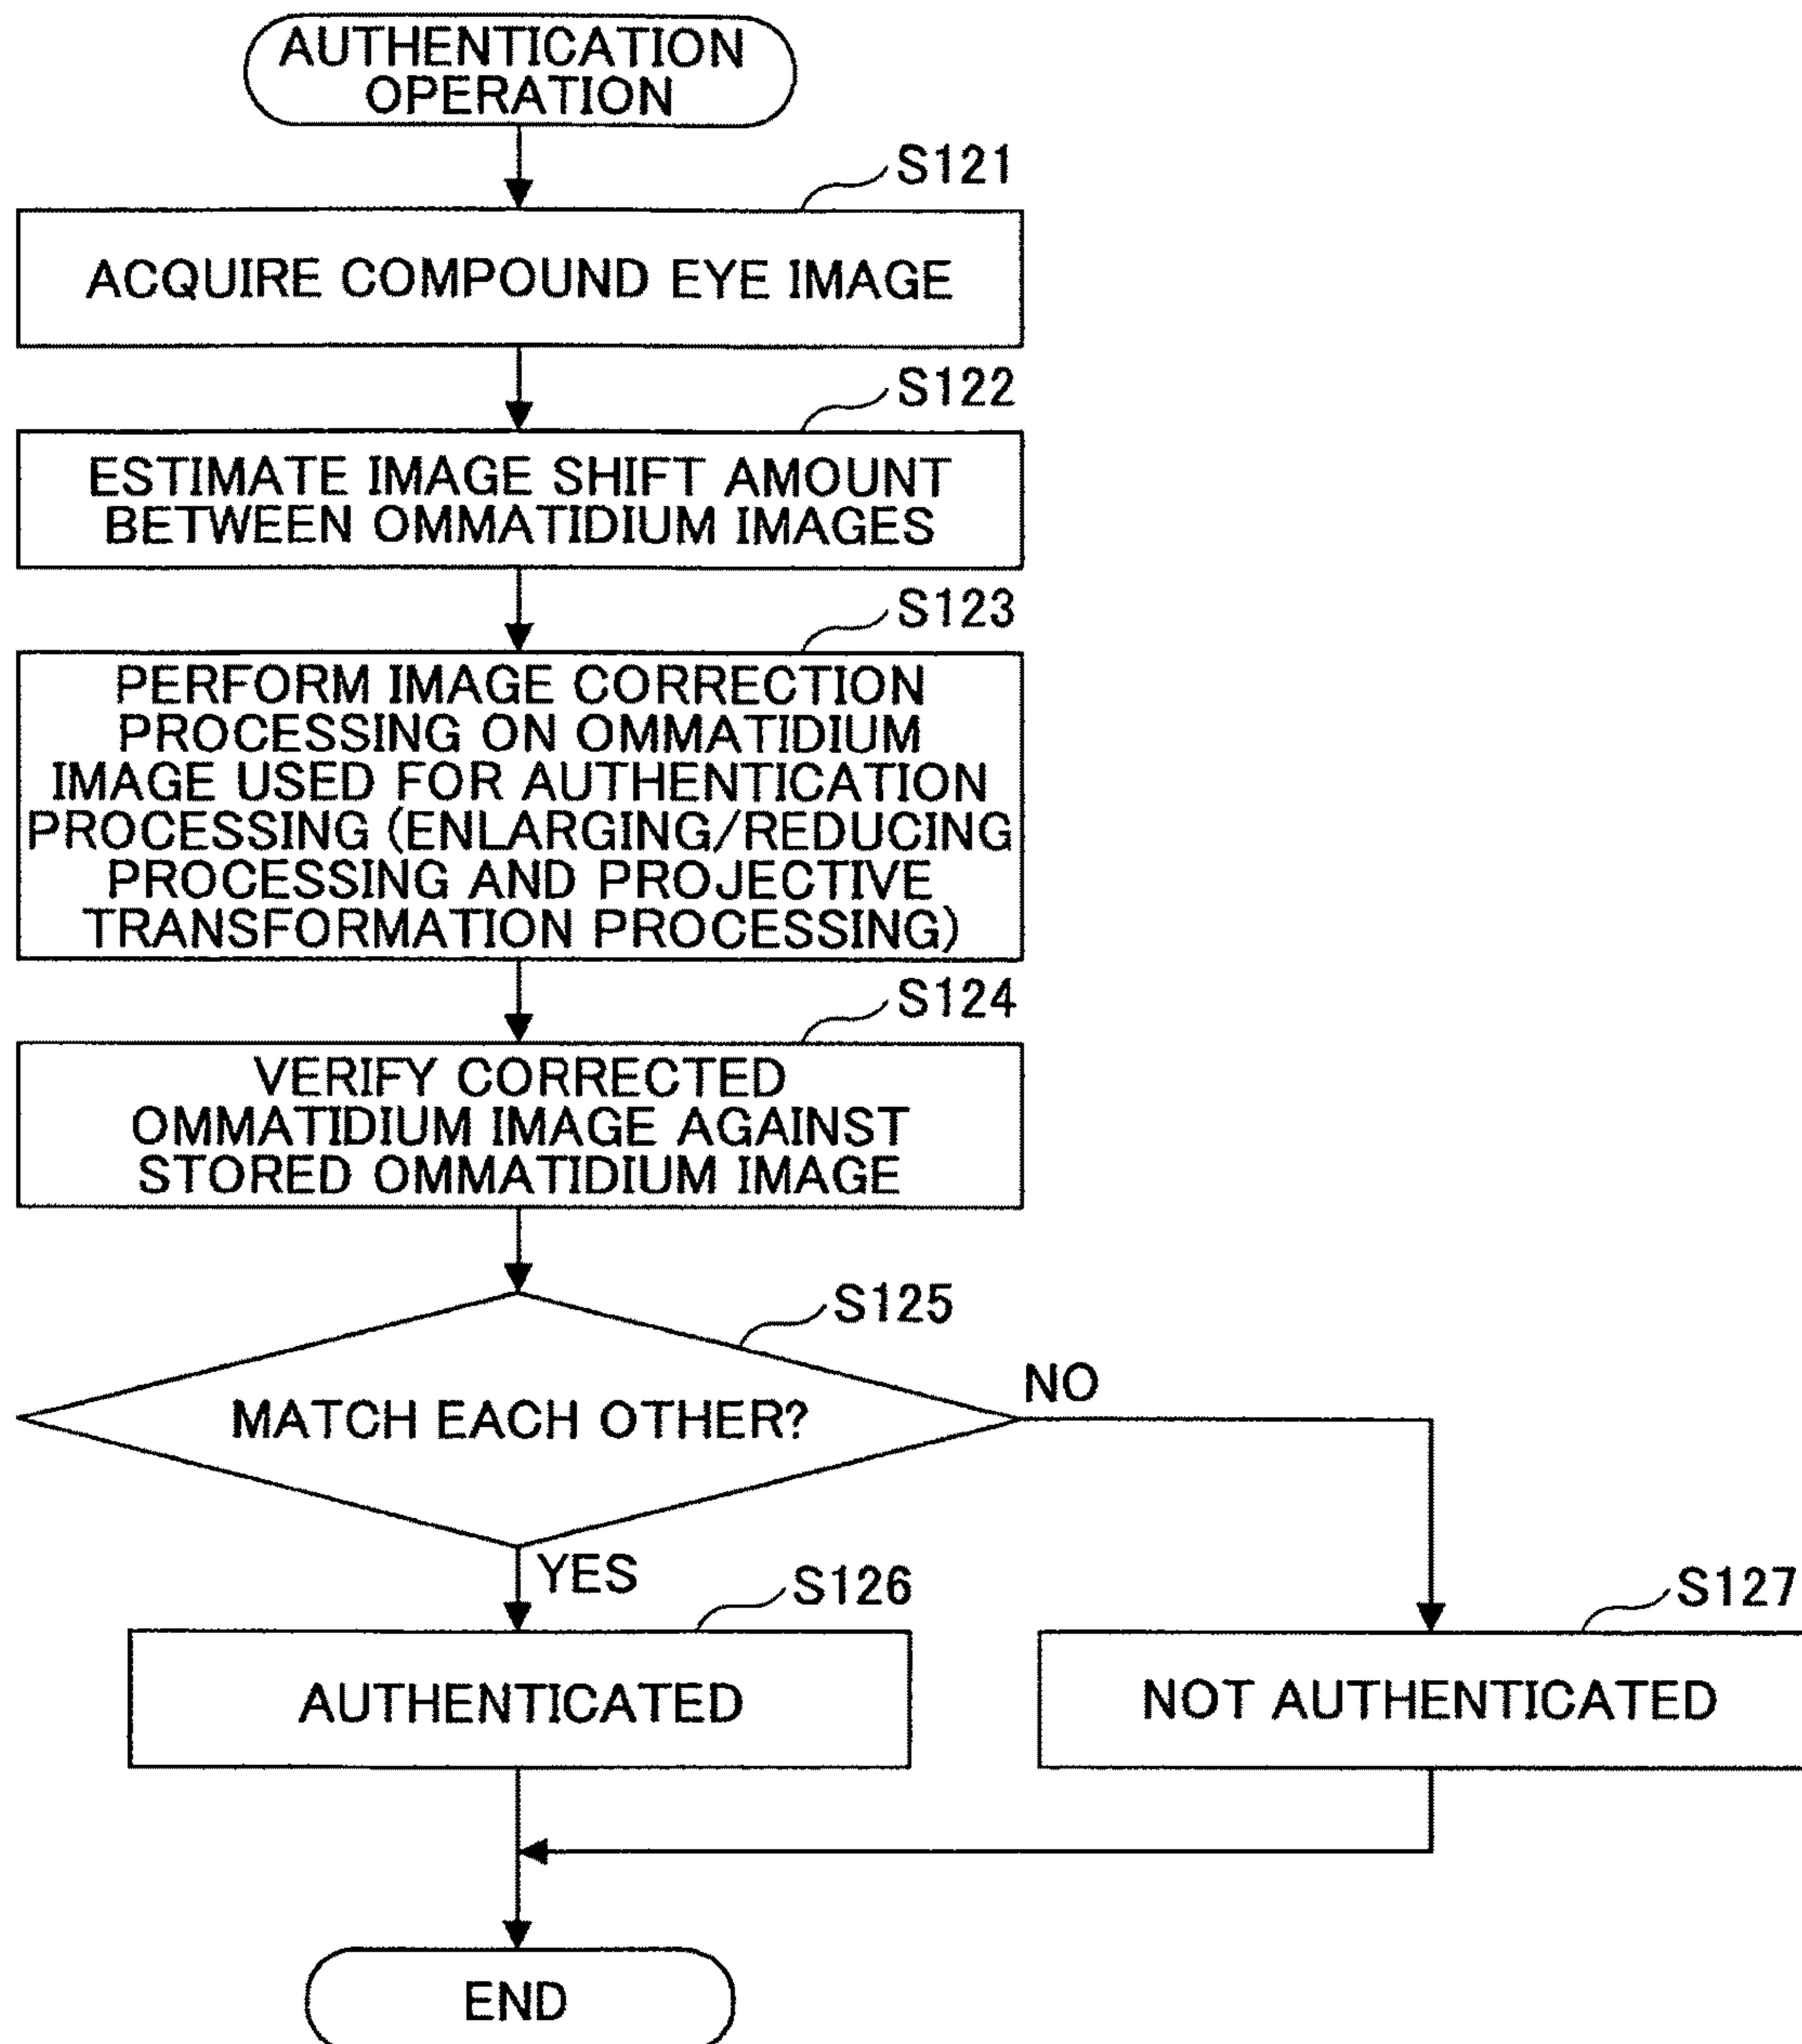 AUTHENTICATION
OPERATION
S121
ACQUIRE COMPOUND EYE IMAGE
S122
ESTIMATE IMAGE SHIFT AMOUNT
BETWEEN OMMATIDIUM IMAGES
S123
PERFORM IMAGE CORRECTION
PROCESSING ON OMMATIDIUM
IMAGE USED FOR AUTHENTICATION
PROCESSING (ENLARGING/REDUCING
PROCESSING AND PROJECTIVE
TRANSFORMATION PROCESSING)
S124
VERIFY CORRECTED
OMMATIDIUM IMAGE AGAINST
STORED OMMATIDIUM IMAGE
S125
MATCH EACH OTHER?
NO
YES
S126
AUTHENTICATED
S127
NOT AUTHENTICATED
END